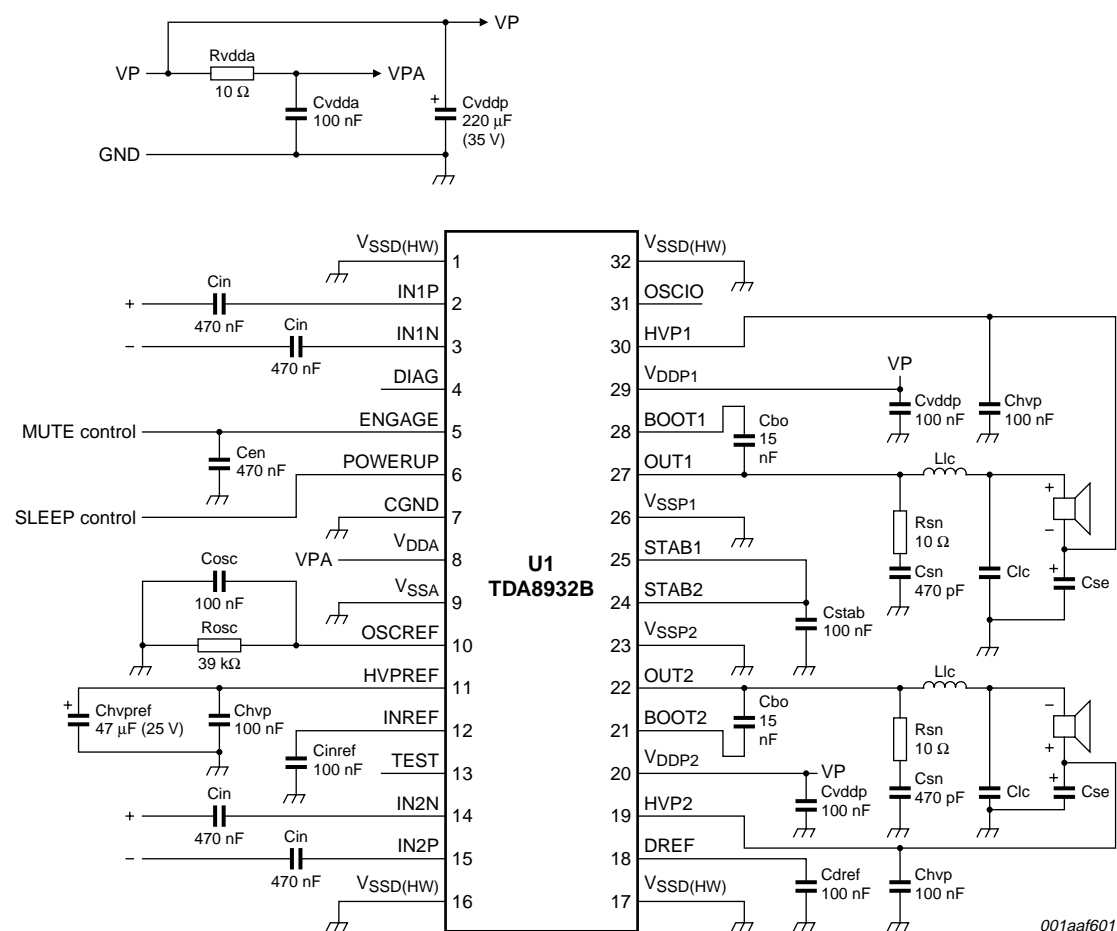 VP
Rvdda
VP
VPA
10 Ω
Cvdda
100 nF
+
Cvddp
220 μF
(35 V)
GND
U1
TDA8932B
VSSD(HW)
1
Cin
+
IN1P
2
470 nF
Cin
−
IN1N
3
470 nF
DIAG
4
MUTE control
ENGAGE
5
Cen
470 nF
POWERUP
6
SLEEP control
CGND
7
VPA
VDDA
8
Cosc
100 nF
VSSA
9
Rosc
39 kΩ
OSCREF
10
HVPREF
11
+
Chvpref
47 μF (25 V)
Chvp
100 nF
INREF
12
Cinref
100 nF
TEST
13
Cin
+
IN2N
14
470 nF
Cin
−
IN2P
15
470 nF
VSSD(HW)
16
VSSD(HW)
32
OSCIO
31
HVP1
30
VP
VDDP1
29
Cvddp
100 nF
Chvp
100 nF
BOOT1
28
Cbo
15
nF
OUT1
27
Llc
+
−
Rsn
10 Ω
VSSP1
26
STAB1
25
Csn
470 pF
Clc
+
Cse
STAB2
24
Cstab
100 nF
VSSP2
23
OUT2
22
Llc
Cbo
15
nF
−
+
BOOT2
21
Rsn
10 Ω
VDDP2
20
VP
Cvddp
100 nF
Csn
470 pF
Clc
+
Cse
HVP2
19
DREF
18
Cdref
100 nF
Chvp
100 nF
VSSD(HW)
17
001aaf601